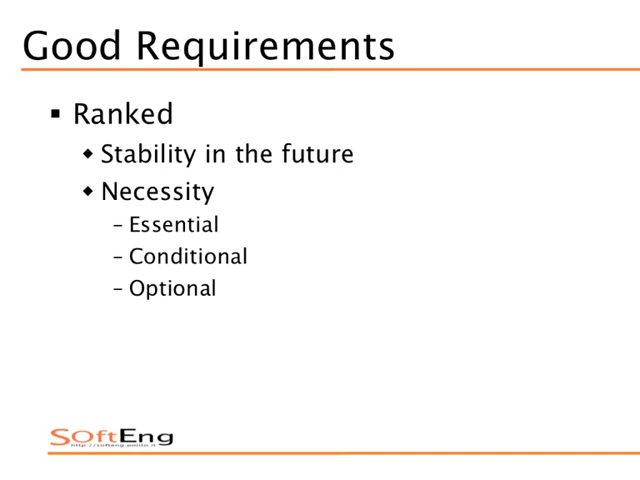 Good Requirements
▪ Ranked
◆ Stability in the future
◆ Necessity
– Essential
– Conditional
– Optional
SOftEng
http://softeng.polito.it